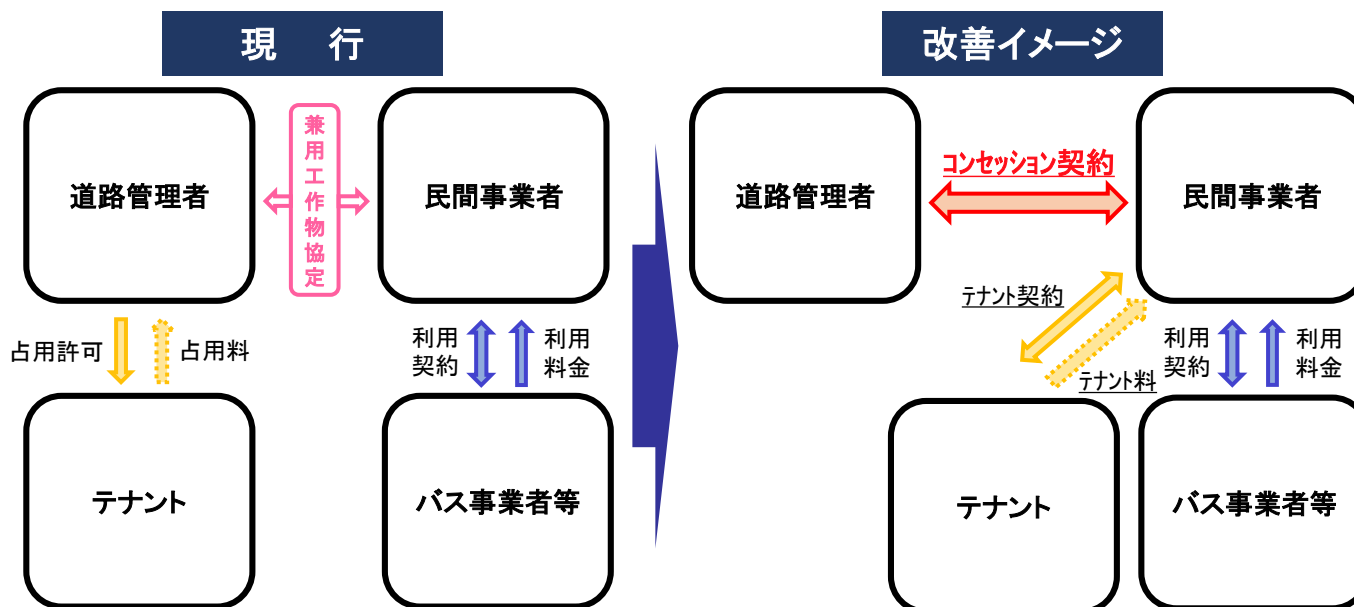 現　行
道路管理者
兼用工作物協定
民間事業者
占用許可
占用料
利用
契約
利用
料金
テナント
バス事業者等
改善イメージ
道路管理者
コンセッション契約
民間事業者
テナント契約
テナント料
利用
契約
利用
料金
テナント
バス事業者等